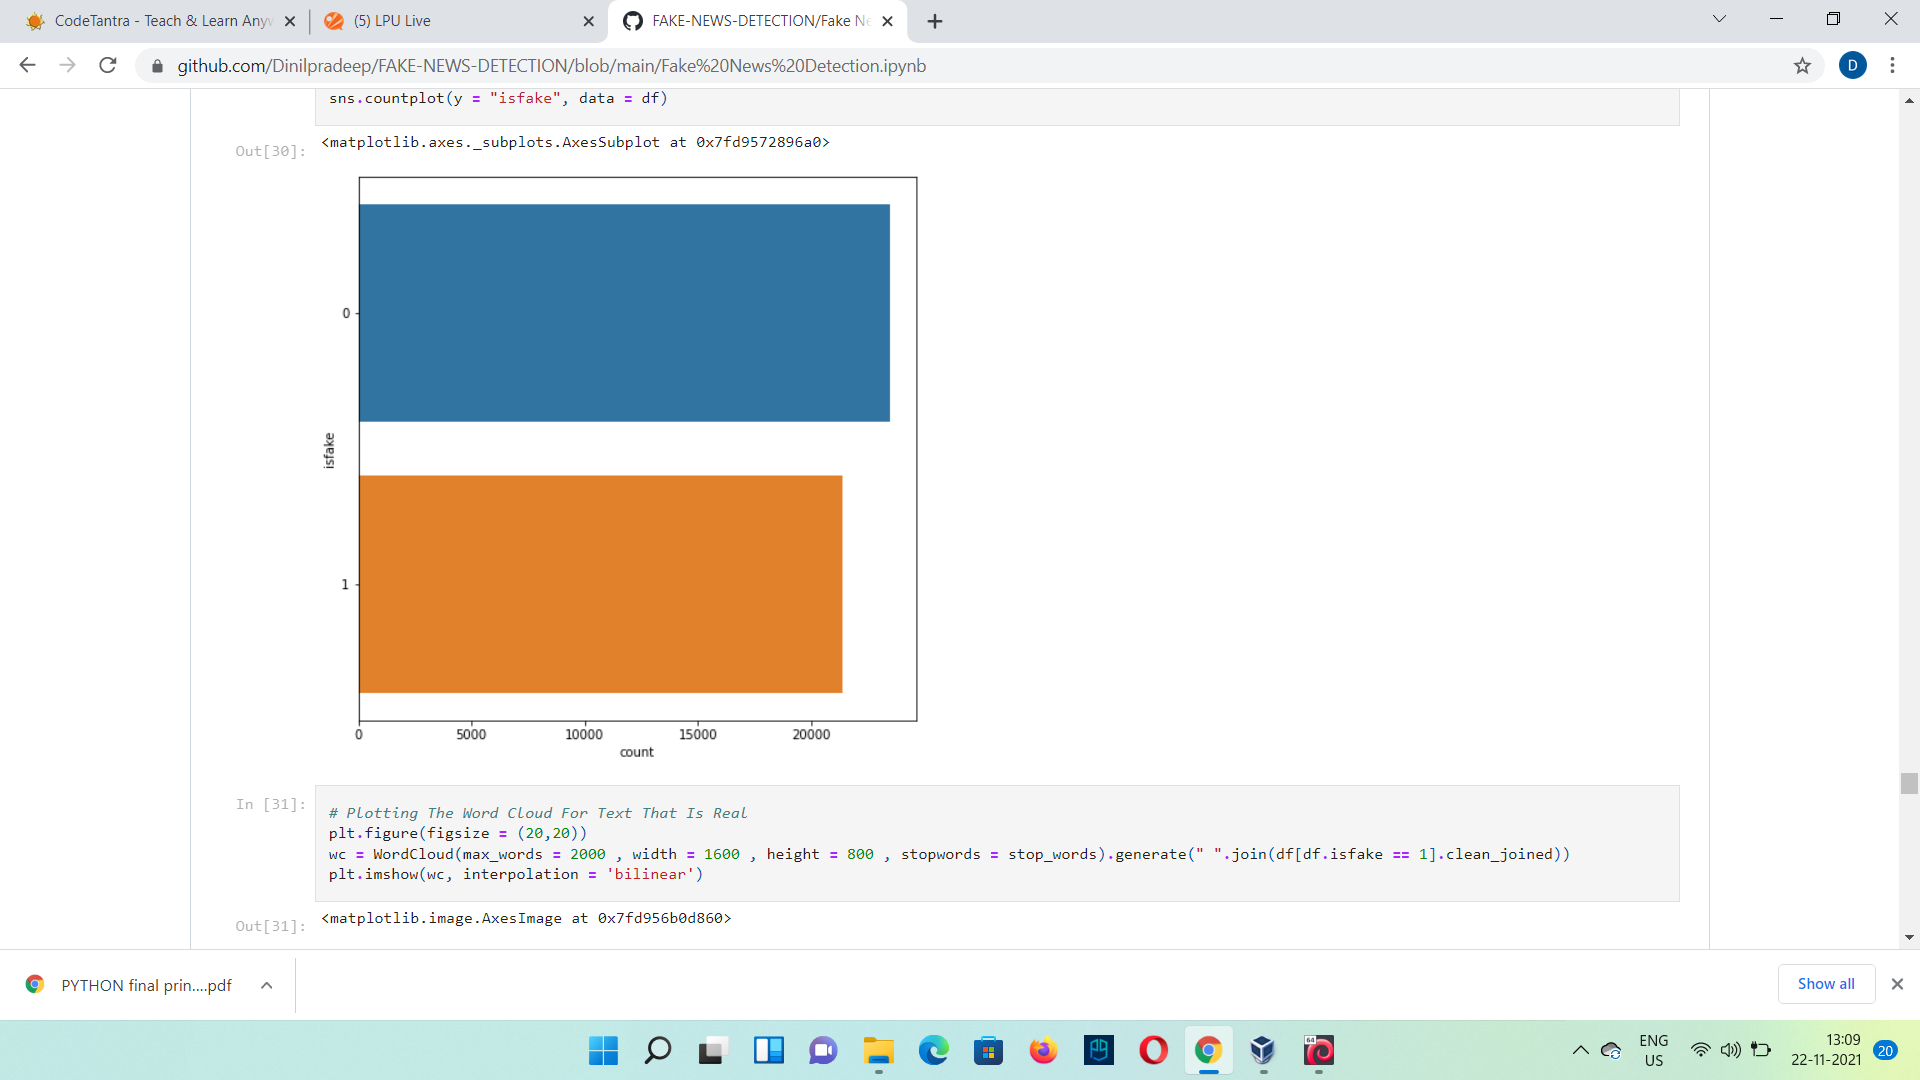 CodeTantra - Teach & Learn Anyw
(5) LPU Live
FAKE-NEWS-DETECTION/Fake Ne
github.com/Dinilpradeep/FAKE-NEWS-DETECTION/blob/main/Fake%20News%20Detection.ipynb
D
sns.countplot(y = "isfake", data = df)
Out[30]:
<matplotlib.axes._subplots.AxesSubplot at 0x7fd9572896a0>
0
isfake
1
0 5000 10000 15000 20000
count
In [31]:
# Plotting The Word Cloud For Text That Is Real
plt.figure(figsize = (20,20))
wc = WordCloud(max_words = 2000 , width = 1600 , height = 800 , stopwords = stop_words).generate(" ".join(df[df.isfake == 1].clean_joined))
plt.imshow(wc, interpolation = 'bilinear')
Out[31]:
<matplotlib.image.AxesImage at 0x7fd956b0d860>
PYTHON final prin....pdf
Show all
64
ENG
US
13:09
22-11-2021
20